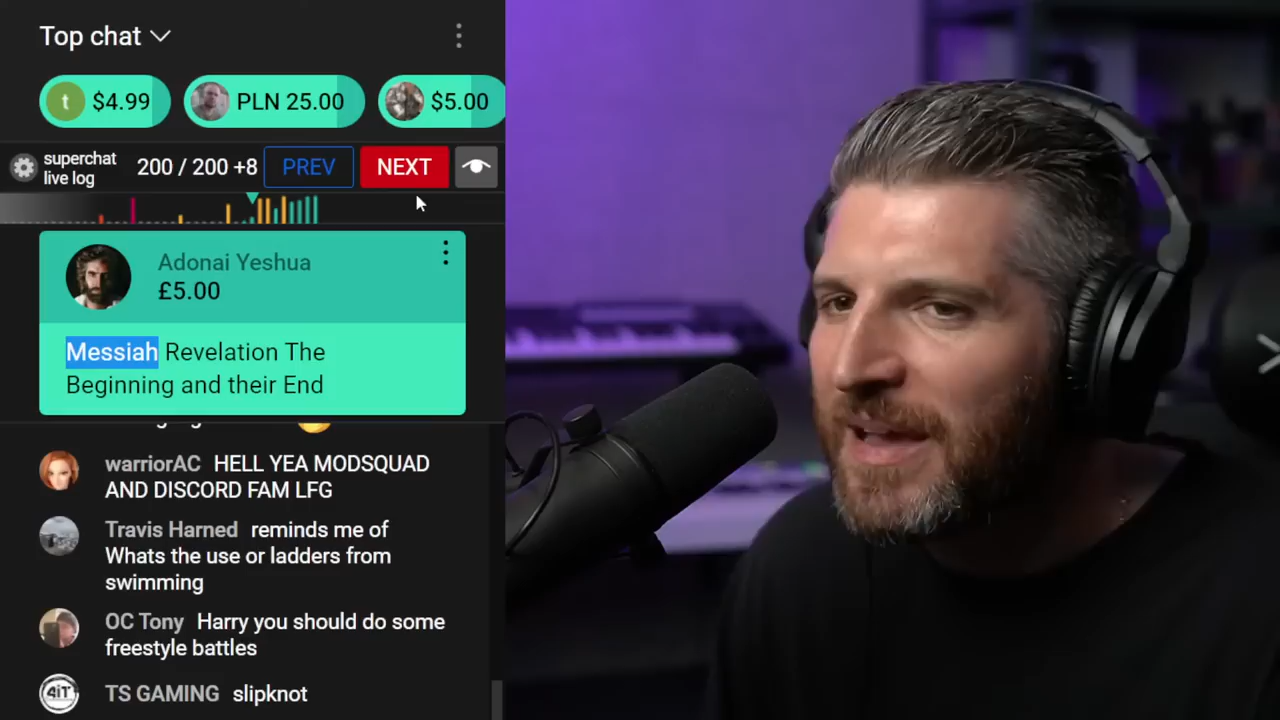 Top chat
t $4.99 PLN 25.00 $5.00
superchat
live log
200 / 200 +8 PREV NEXT
Adonai Yeshua
£5.00
Messiah Revelation The
Beginning and their End
warriorAC HELL YEA MODSQUAD
AND DISCORD FAM LFG
Travis Harned reminds me of
Whats the use or ladders from
swimming
OC Tony Harry you should do some
freestyle battles
4iT TS GAMING slipknot